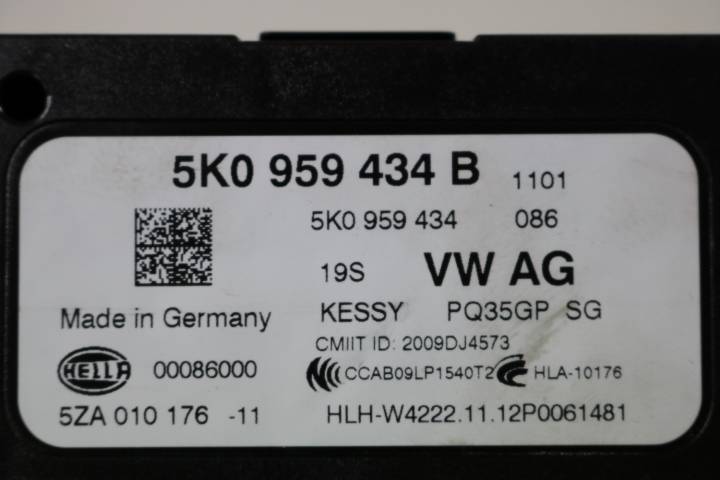 5K0 959 434 B 1101
5K0 959 434 086
19S VW AG
Made in Germany KESSY PQ35GP SG
CMIIT ID: 2009DJ4573
HELLA 00086000 CCAB09LP1540T2 HLA-10176
5ZA 010 176 -11 HLH-W4222.11.12P0061481